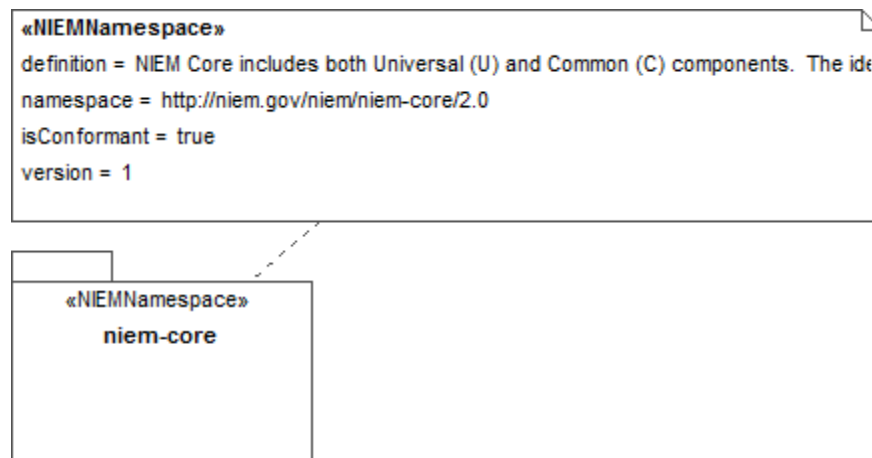 «NIEMNamespace»
definition = NIEM Core includes both Universal (U) and Common (C) components. The
namespace = http://niem.gov/niem/niem-core/2.0
isConformant = true
version = 1
«NIEMNamespace»
niem-core